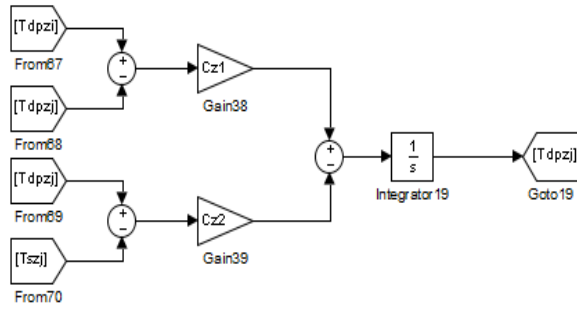 [Tdpzi]
From67
+
−
Cz1
Gain38
[Tdpzj]
From68
+
−
1
s
Integrator19
[Tdpzj]
Goto19
[Tdpzj]
From69
+
−
Cz2
Gain39
[Tszj]
From70